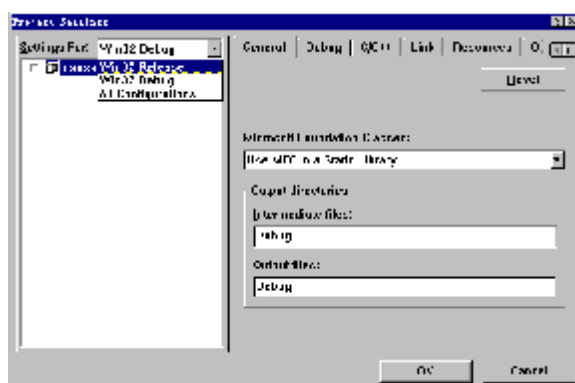 Project Settings
Settings For: Win32 Debug
Win32 Release
Win32 Debug
All Configurations
General Debug C/C++ Link Resources
Reset
Microsoft Foundation Classes:
Use MFC in a Static Library
Output directories
Intermediate files:
Debug
Output files:
Debug
OK Cancel